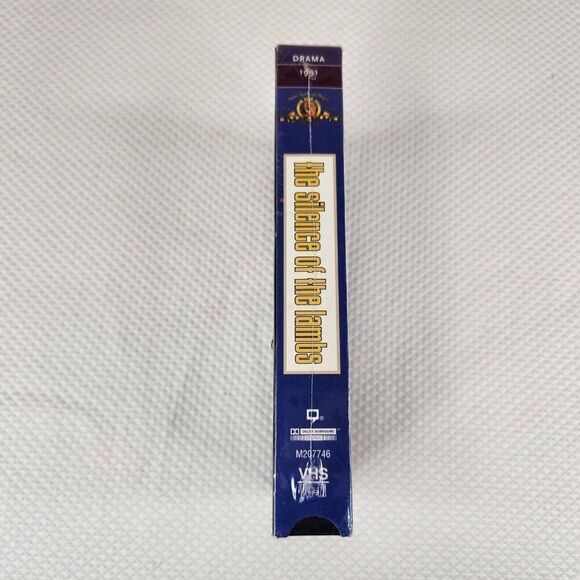 DRAMA
1991
the silence of the lambs
DOLBY SURROUND
M207746
VHS